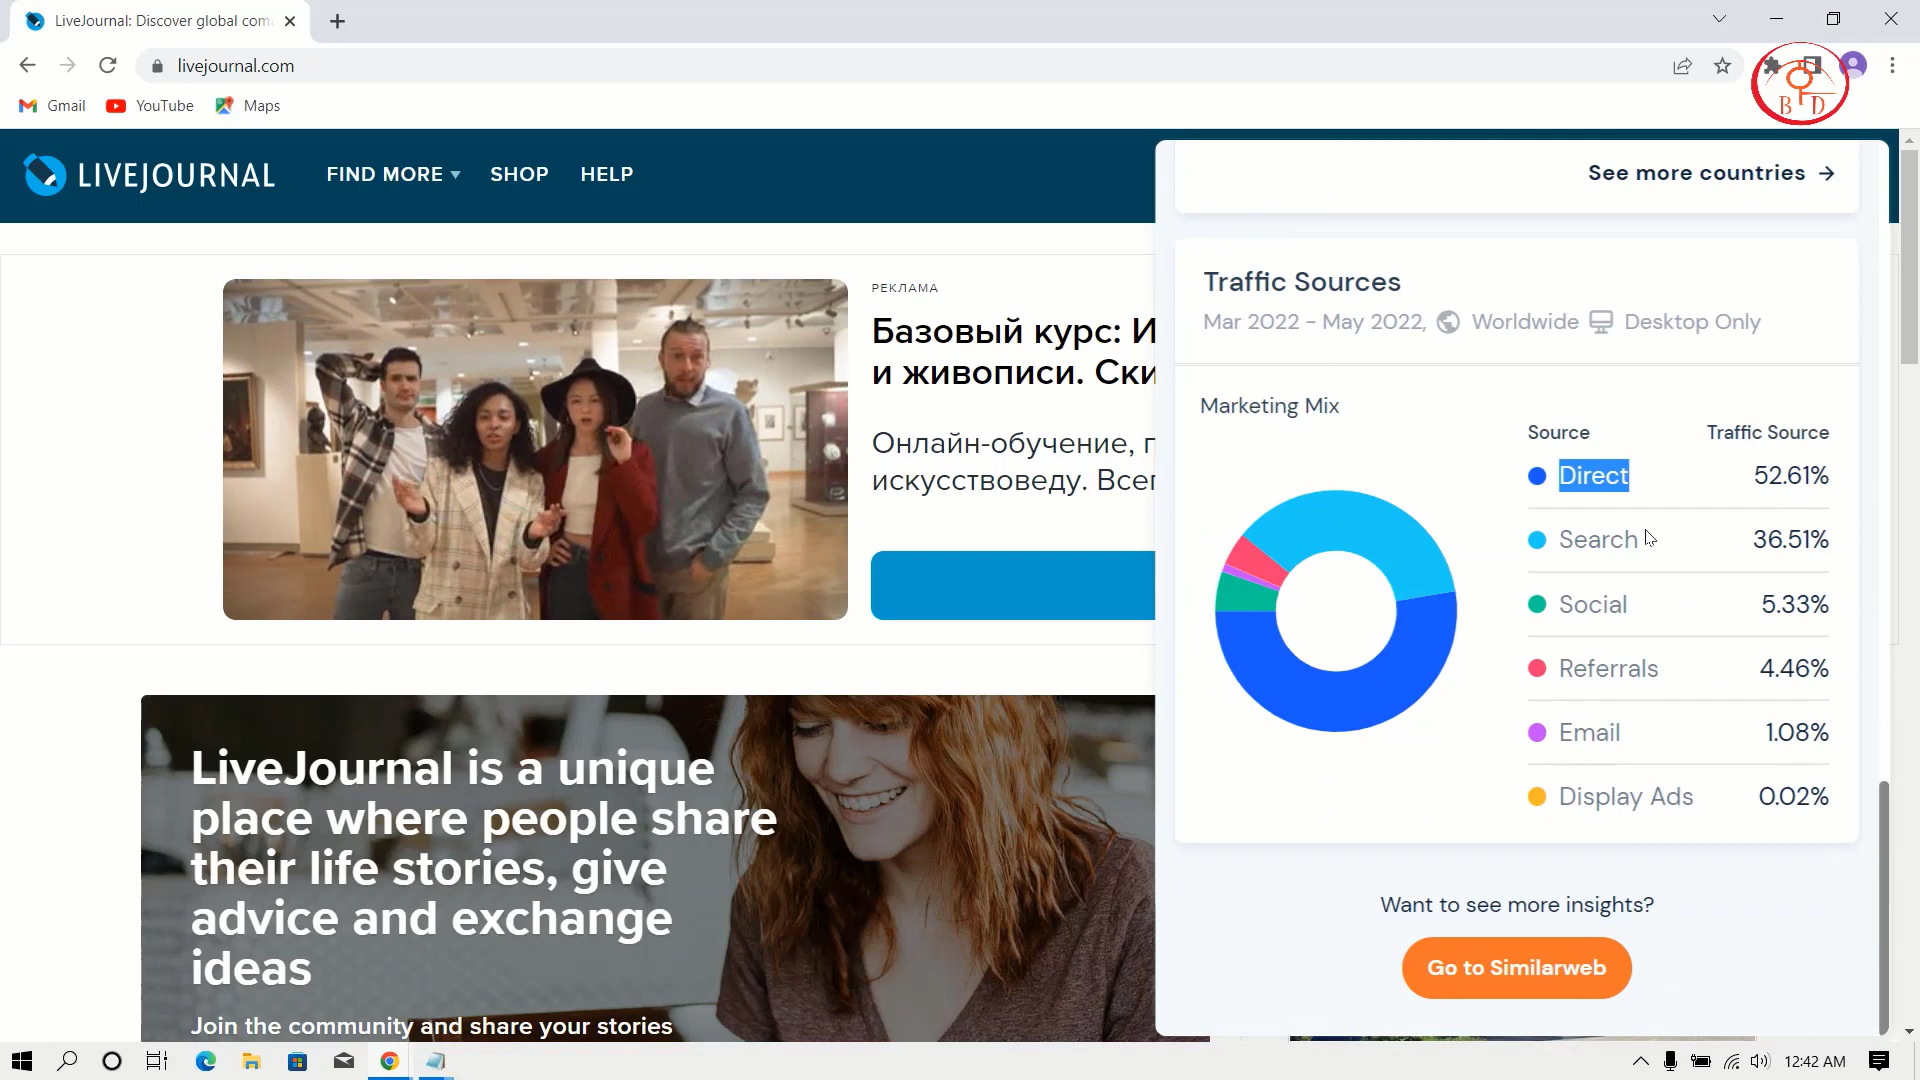 LiveJournal: Discover global com
livejournal.com
Gmail
YouTube
Maps
B D
LIVEJOURNAL
FIND MORE
SHOP
HELP
See more countries
РЕКЛАМА
Базовый курс: И
и живописи. Ски
Онлайн-обучение, п
искусствоведу. Всег
Traffic Sources
Mar 2022 - May 2022, Worldwide Desktop Only
Marketing Mix
Source Traffic Source
Direct 52.61%
Search 36.51%
Social 5.33%
Referrals 4.46%
Email 1.08%
Display Ads 0.02%
Want to see more insights?
Go to Similarweb
LiveJournal is a unique
place where people share
their life stories, give
advice and exchange
ideas
Join the community and share your stories
12:42 AM